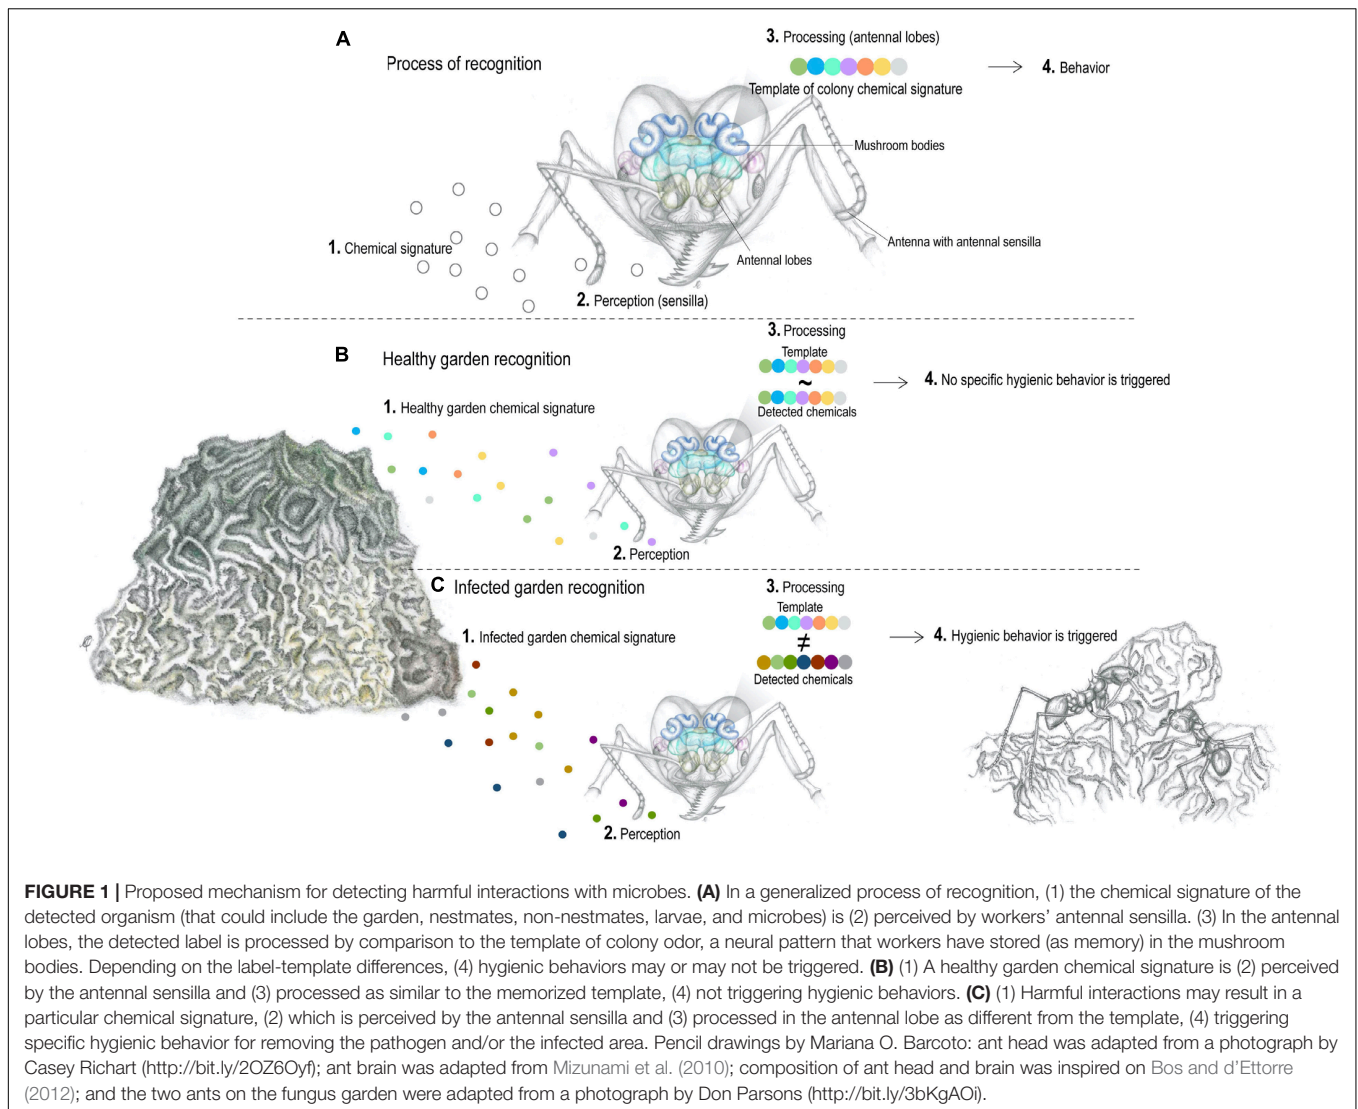 A
Process of recognition
3. Processing (antennal lobes)
Template of colony chemical signature
4. Behavior
Mushroom bodies
1. Chemical signature
Antenna with antennal sensilla
Antennal lobes
2. Perception (sensilla)
B
Healthy garden recognition
3. Processing
Template
~
Detected chemicals
4. No specific hygienic behavior is triggered
1. Healthy garden chemical signature
2. Perception
C
Infected garden recognition
3. Processing
Template
≠
Detected chemicals
4. Hygienic behavior is triggered
1. Infected garden chemical signature
2. Perception
FIGURE 1 | Proposed mechanism for detecting harmful interactions with microbes. (A) In a generalized process of recognition, (1) the chemical signature of the
detected organism (that could include the garden, nestmates, non-nestmates, larvae, and microbes) is (2) perceived by workers' antennal sensilla. (3) In the antennal
lobes, the detected label is processed by comparison to the template of colony odor, a neural pattern that workers have stored (as memory) in the mushroom
bodies. Depending on the label-template differences, (4) hygienic behaviors may or may not be triggered. (B) (1) A healthy garden chemical signature is (2) perceived
by the antennal sensilla and (3) processed as similar to the memorized template, (4) not triggering hygienic behaviors. (C) (1) Harmful interactions may result in a
particular chemical signature, (2) which is perceived by the antennal sensilla and (3) processed in the antennal lobe as different from the template, (4) triggering
specific hygienic behavior for removing the pathogen and/or the infected area. Pencil drawings by Mariana O. Barcoto: ant head was adapted from a photograph by
Casey Richart (http://bit.ly/2OZ6Oyf); ant brain was adapted from Mizunami et al. (2010); composition of ant head and brain was inspired on Bos and d'Ettorre
(2012); and the two ants on the fungus garden were adapted from a photograph by Don Parsons (http://bit.ly/3bKgAOi).